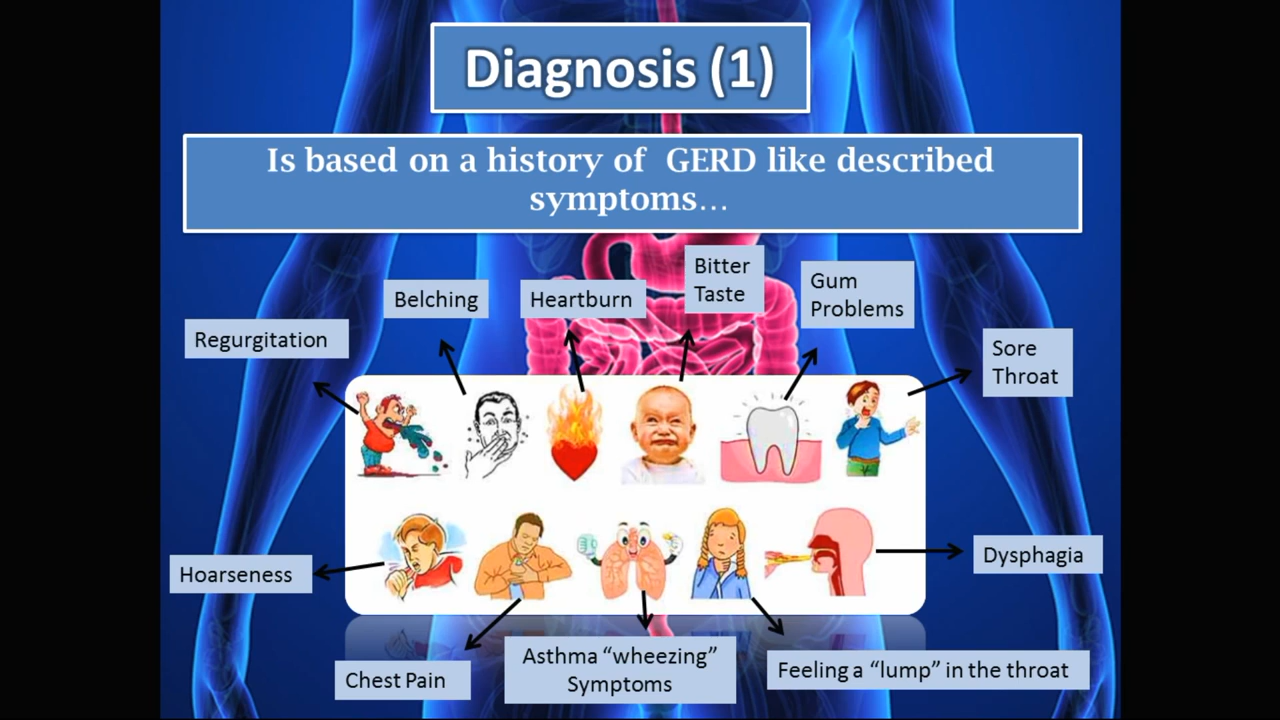 Diagnosis (1)
Is based on a history of  GERD like described
symptoms…
Belching
Heartburn
Bitter
Taste
Gum
Problems
Regurgitation
Sore
Throat
Hoarseness
Dysphagia
Chest Pain
Asthma “wheezing”
Symptoms
Feeling a “lump” in the throat